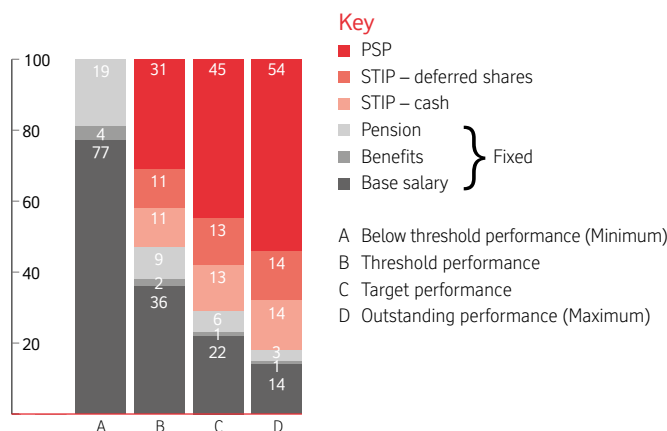 100
80
60
40
20
19
4
77
31
11
11
9
2
36
45
13
13
6
1
22
54
14
14
3
1
14
A B C D
Key
PSP
STIP – deferred shares
STIP – cash
Pension
Benefits
Base salary
Fixed
A Below threshold performance (Minimum)
B Threshold performance
C Target performance
D Outstanding performance (Maximum)